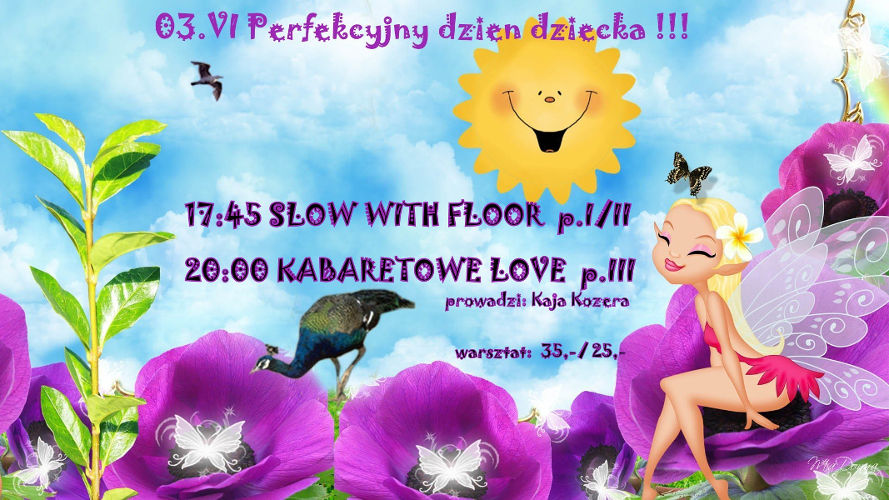 03.VI Perfekcyjny dzien dziecka !!!
17:45 SLOW WITH FLOOR p.I/II
20:00 KABARETOWE LOVE p.III
prowadzi: Kaja Kozera
warsztat: 35,-/ 25,-